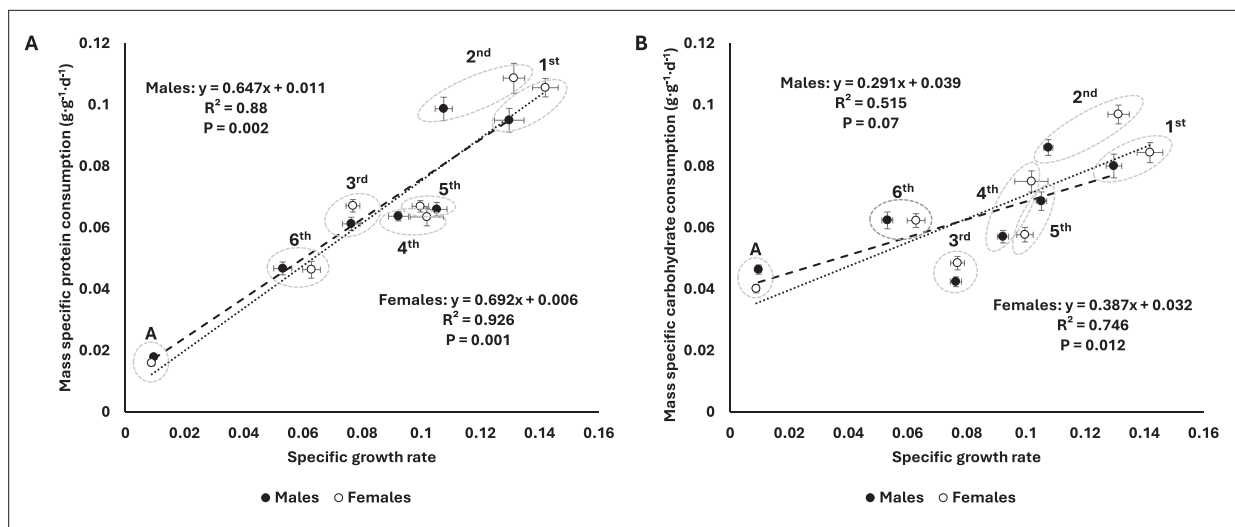 A
Mass specific protein consumption (g·g⁻¹·d⁻¹)
0.12
0.1
0.08
0.06
0.04
0.02
0
0
0.02
0.04
0.06
0.08
0.1
0.12
0.14
0.16
Specific growth rate
Males: y = 0.647x + 0.011
R² = 0.88
P = 0.002
2ⁿᵈ
1ˢᵗ
3ʳᵈ
5ᵗʰ
4ᵗʰ
6ᵗʰ
A
Females: y = 0.692x + 0.006
R² = 0.926
P = 0.001
Males
Females
B
Mass specific carbohydrate consumption (g·g⁻¹·d⁻¹)
0.12
0.1
0.08
0.06
0.04
0.02
0
0
0.02
0.04
0.06
0.08
0.1
0.12
0.14
0.16
Specific growth rate
Males: y = 0.291x + 0.039
R² = 0.515
P = 0.07
2ⁿᵈ
1ˢᵗ
4ᵗʰ
6ᵗʰ
5ᵗʰ
3ʳᵈ
A
Females: y = 0.387x + 0.032
R² = 0.746
P = 0.012
Males
Females